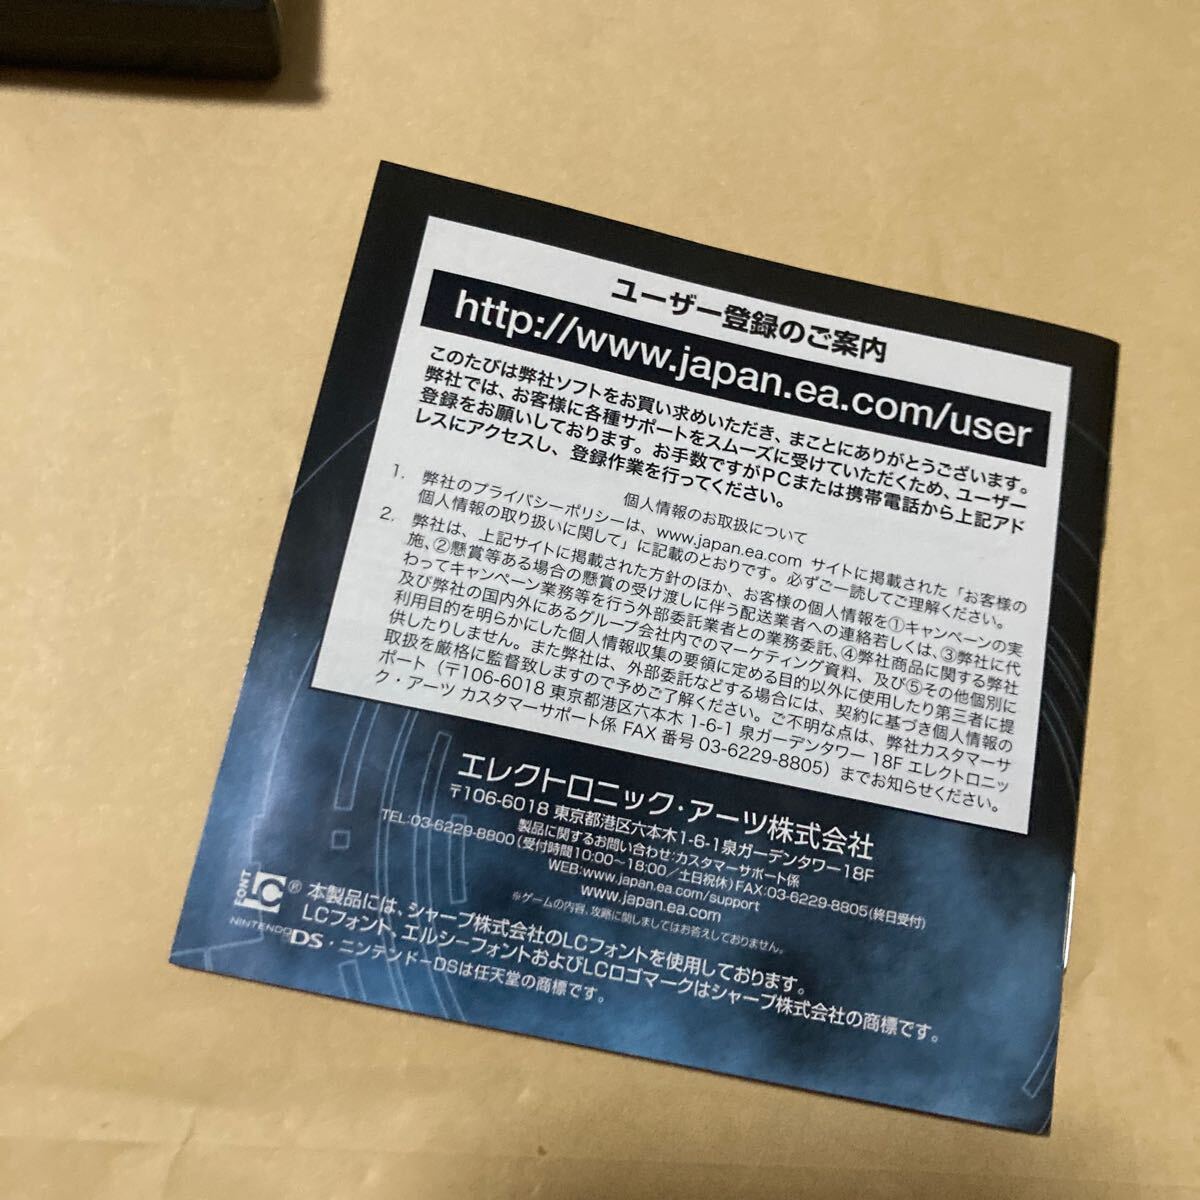 ユーザー登録のご案内
http://www.japan.ea.com/user
このたびは弊社ソフトをお買い求めいただき、まことにありがとうございます。
弊社では、お客様に各種サポートをスムーズに受けていただくため、ユーザー
登録をお願いしております。お手数ですがPCまたは携帯電話から上記アド
レスにアクセスし、登録作業を行ってください。
個人情報のお取扱について
1. 弊社のプライバシーポリシーは、www.japan.ea.com サイトに掲載された「お客様の
個人情報の取り扱いに関して」に記載のとおりです。必ずご一読してご理解ください。
2. 弊社は、上記サイトに掲載された方針のほか、お客様の個人情報を①キャンペーンの実
施、②懸賞等ある場合の懸賞の受け渡しに伴う配送業者への連絡若しくは、③弊社に代
わってキャンペーン業務等を行う外部委託業者との業務委託、④弊社商品に関する弊社
及び弊社の国内外にあるグループ会社内でのマーケティング資料、及び⑤その他個別に
利用目的を明らかにした個人情報収集の要領に定める目的以外に使用したり第三者に提
供したりしません。また弊社は、外部委託などする場合には、契約に基づき個人情報の
取扱を厳格に監督致しますので予めご了解ください。ご不明な点は、弊社カスタマーサ
ポート（〒106-6018 東京都港区六本木 1-6-1 泉ガーデンタワー 18F エレクトロニッ
ク・アーツ カスタマーサポート係 FAX 番号 03-6229-8805）までお知らせください。
エレクトロニック・アーツ株式会社
〒106-6018 東京都港区六本木1-6-1泉ガーデンタワー18F
製品に関するお問い合わせ/カスタマーサポート係
TEL:03-6229-8800（受付時間10:00～18:00／土日祝休）FAX:03-6229-8805(終日受付)
WEB:www.japan.ea.com/support
www.japan.ea.com
※ゲームの内容、攻略に関しましてはお答えしておりません。
LC FONT ® 本製品には、シャープ株式会社のLCフォントを使用しております。
LCフォント、エルシーフォントおよびLCロゴマークはシャープ株式会社の商標です。
NINTENDO DS・ニンテンドーDSは任天堂の商標です。